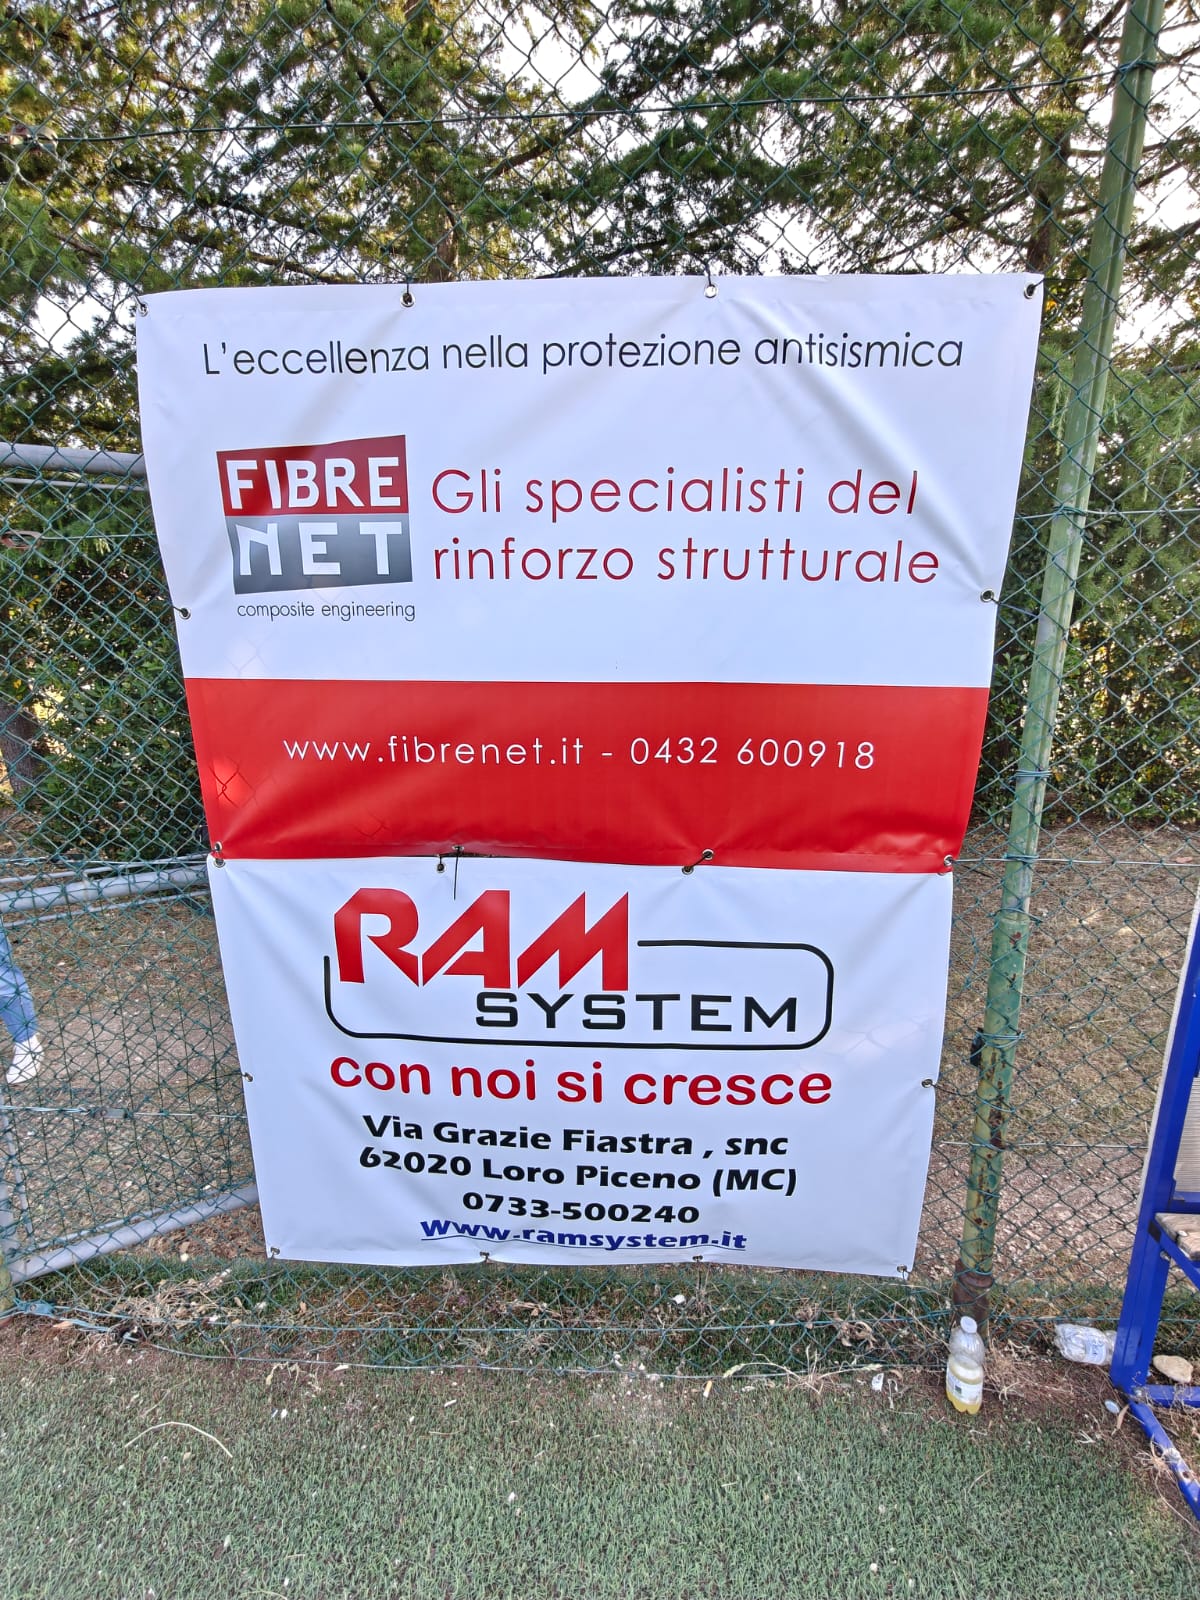 L'eccellenza nella protezione antisismica
FIBRE
NET
composite engineering
Gli specialisti del
rinforzo strutturale
www.fibrenet.it - 0432 600918
RAM
SYSTEM
con noi si cresce
Via Grazie Fiastra , snc
62020 Loro Piceno (MC)
0733-500240
www.ramsystem.it